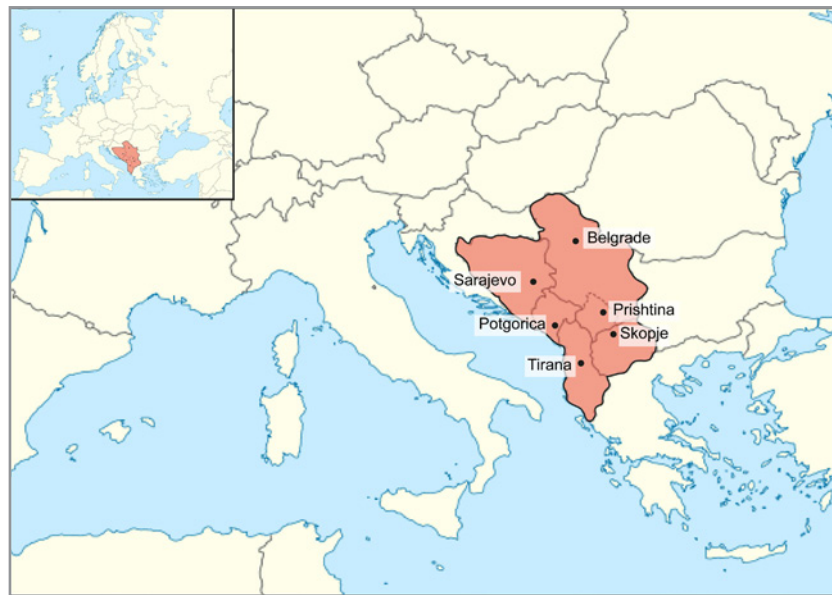 Belgrade
Sarajevo
Prishtina
Potgorica
Skopje
Tirana